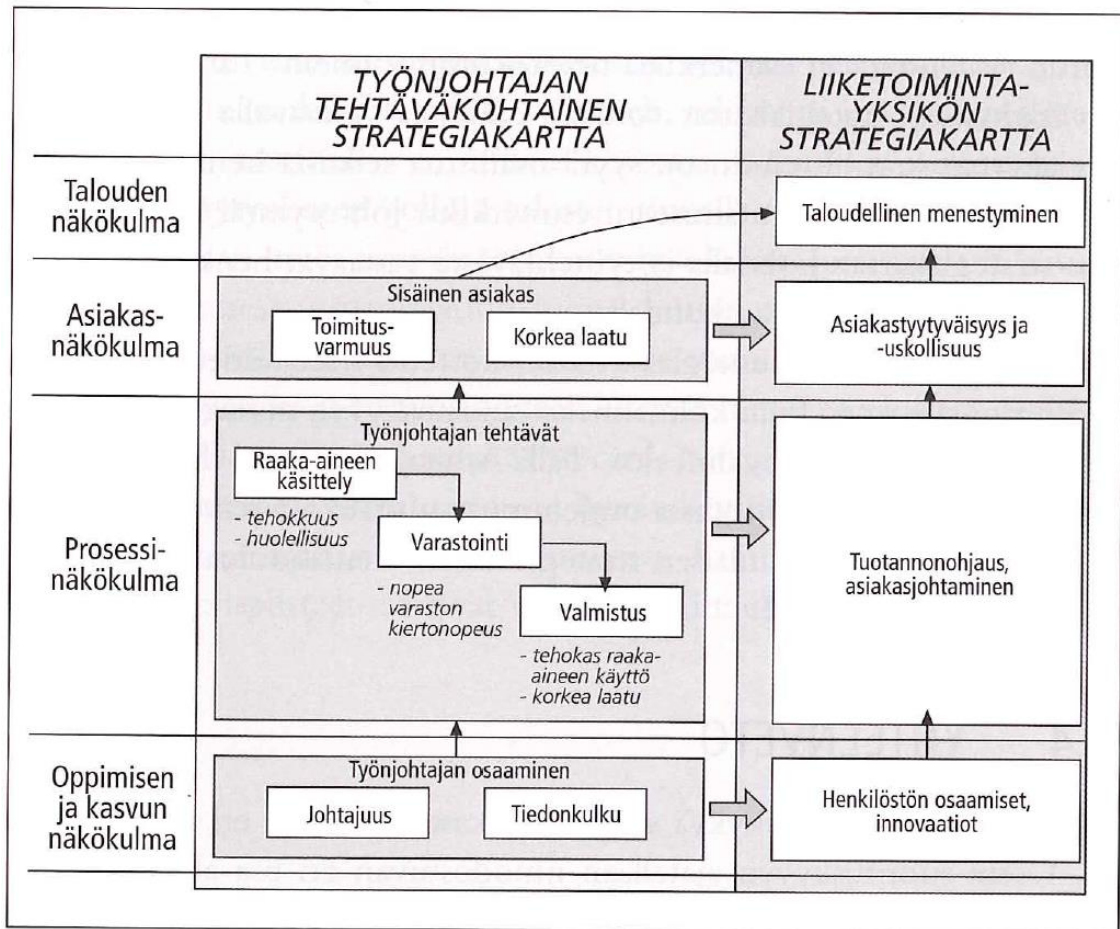 TYÖNJOHTAJAN
TEHTÄVÄKOHTAINEN
STRATEGIAKARTTA
LIIKETOIMINTA-
YKSIKÖN
STRATEGIAKARTTA
Talouden
näkökulma
Taloudellinen menestyminen
Asiakas-
näkökulma
Sisäinen asiakas
Toimitus-
varmuus
Korkea laatu
Asiakastyytyväisyys ja
-uskollisuus
Prosessi-
näkökulma
Työnjohtajan tehtävät
Raaka-aineen
käsittely
- tehokkuus
- huolellisuus
Varastointi
- nopea
varaston
kiertonopeus
Valmistus
- tehokas raaka-
aineen käyttö
- korkea laatu
Tuotannonohjaus,
asiakasjohtaminen
Oppimisen
ja kasvun
näkökulma
Työnjohtajan osaaminen
Johtajuus
Tiedonkulku
Henkilöstön osaamiset,
innovaatiot